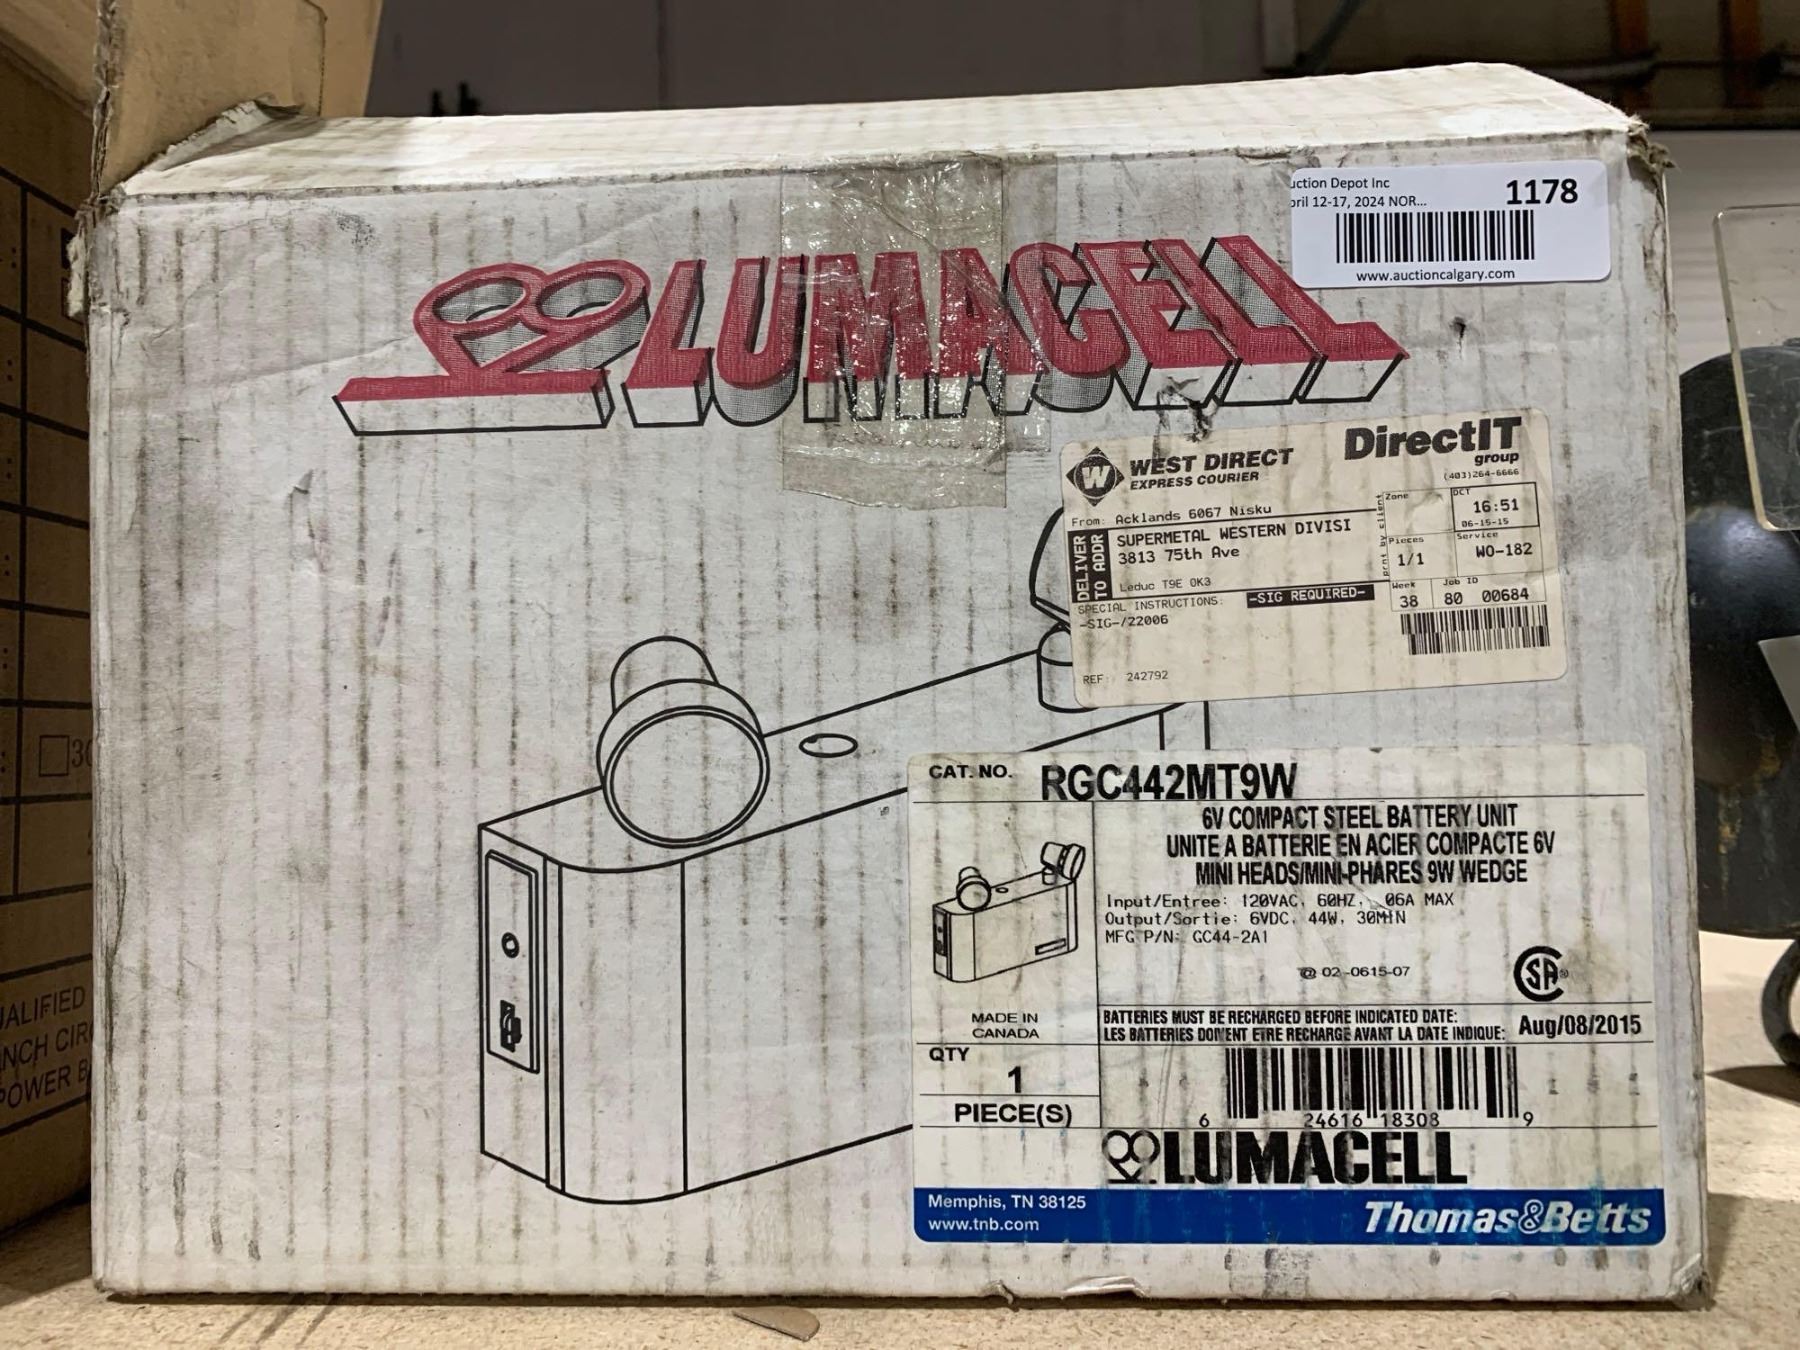 uction Depot Inc
pril 12-17, 2024 NOR...
1178
www.auctioncalgary.com
LUMACELL
WEST DIRECT
EXPRESS COURIER
DirectIT
group
(403)264-6666
From: Acklands 6067 Nisku
DELIVER
TO ADDR
SUPERMETAL WESTERN DIVISI
3813 75th Ave
Leduc T9E 0K3
SPECIAL INSTRUCTIONS:
-SIG REQUIRED-
-SIG-/22006
REF: 242792
prnt by client
Zone
DCT
16:51
06-15-15
Pieces
1/1
Service
WO-182
Week
38
Job ID
80 00684
CAT. NO. RGC442MT9W
6V COMPACT STEEL BATTERY UNIT
UNITE A BATTERIE EN ACIER COMPACTE 6V
MINI HEADS/MINI-PHARES 9W WEDGE
Input/Entree: 120VAC, 60HZ, .06A MAX
Output/Sortie: 6VDC, 44W, 30MIN
MFG P/N: GC44-2A1
@ 02-0615-07
SA®
MADE IN
CANADA
BATTERIES MUST BE RECHARGED BEFORE INDICATED DATE:
LES BATTERIES DOIVENT ETRE RECHARGE AVANT LA DATE INDIQUE: Aug/08/2015
QTY
1
PIECE(S)
6 24616 18308 9
LUMACELL
Memphis, TN 38125
www.tnb.com
Thomas&Betts
30
UALIFIED
NCH CIR
POWER B